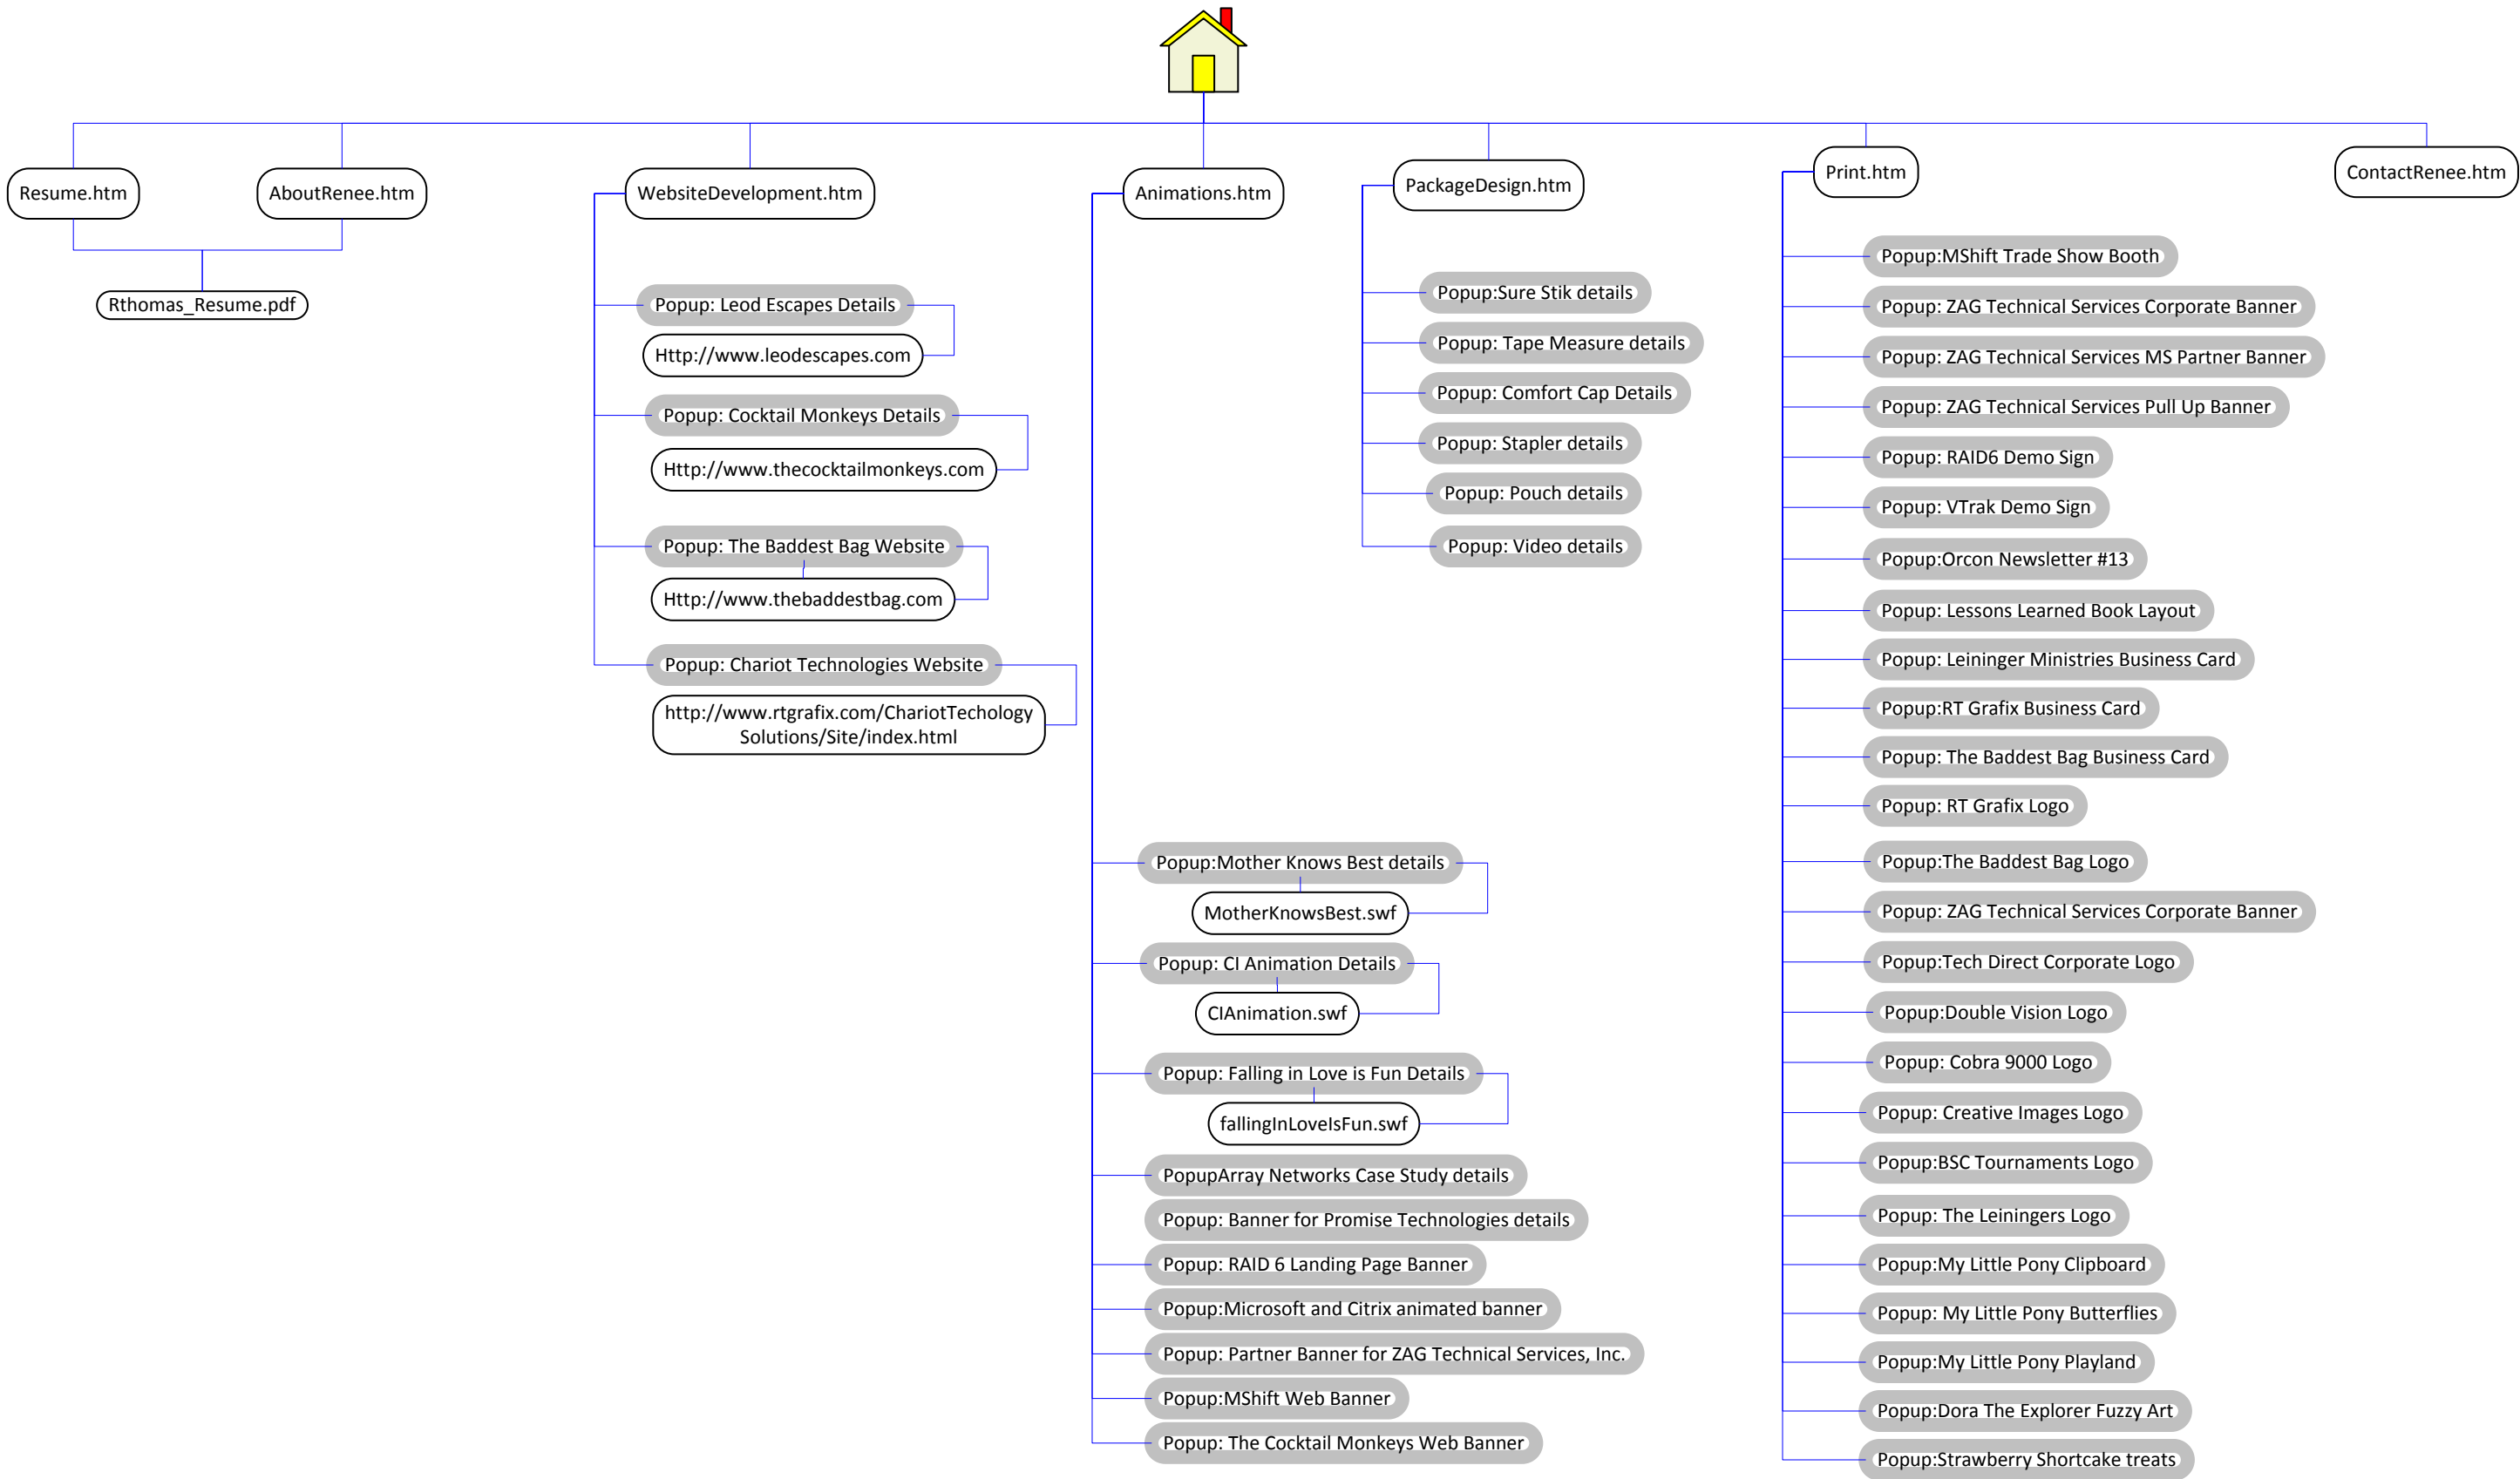 Resume.htm
AboutRenee.htm
WebsiteDevelopment.htm
Animations.htm
PackageDesign.htm
Print.htm
ContactRenee.htm
Rthomas_Resume.pdf
Popup: Leod Escapes Details
Http://www.leodescapes.com
Popup: Cocktail Monkeys Details
Http://www.thecocktailmonkeys.com
Popup: The Baddest Bag Website
Http://www.thebaddestbag.com
Popup: Chariot Technologies Website
http://www.rtgrafix.com/ChariotTechology
Solutions/Site/index.html
Popup:Mother Knows Best details
MotherKnowsBest.swf
Popup: CI Animation Details
CIAnimation.swf
Popup: Falling in Love is Fun Details
fallingInLoveIsFun.swf
PopupArray Networks Case Study details
Popup: Banner for Promise Technologies details
Popup: RAID 6 Landing Page Banner
Popup:Microsoft and Citrix animated banner
Popup: Partner Banner for ZAG Technical Services, Inc.
Popup:MShift Web Banner
Popup: The Cocktail Monkeys Web Banner
Popup:Sure Stik details
Popup: Tape Measure details
Popup: Comfort Cap Details
Popup: Stapler details
Popup: Pouch details
Popup: Video details
Popup:MShift Trade Show Booth
Popup: ZAG Technical Services Corporate Banner
Popup: ZAG Technical Services MS Partner Banner
Popup: ZAG Technical Services Pull Up Banner
Popup: RAID6 Demo Sign
Popup: VTrak Demo Sign
Popup:Orcon Newsletter #13
Popup: Lessons Learned Book Layout
Popup: Leininger Ministries Business Card
Popup:RT Grafix Business Card
Popup: The Baddest Bag Business Card
Popup: RT Grafix Logo
Popup:The Baddest Bag Logo
Popup: ZAG Technical Services Corporate Banner
Popup:Tech Direct Corporate Logo
Popup:Double Vision Logo
Popup: Cobra 9000 Logo
Popup: Creative Images Logo
Popup:BSC Tournaments Logo
Popup: The Leiningers Logo
Popup:My Little Pony Clipboard
Popup: My Little Pony Butterflies
Popup:My Little Pony Playland
Popup:Dora The Explorer Fuzzy Art
Popup:Strawberry Shortcake treats